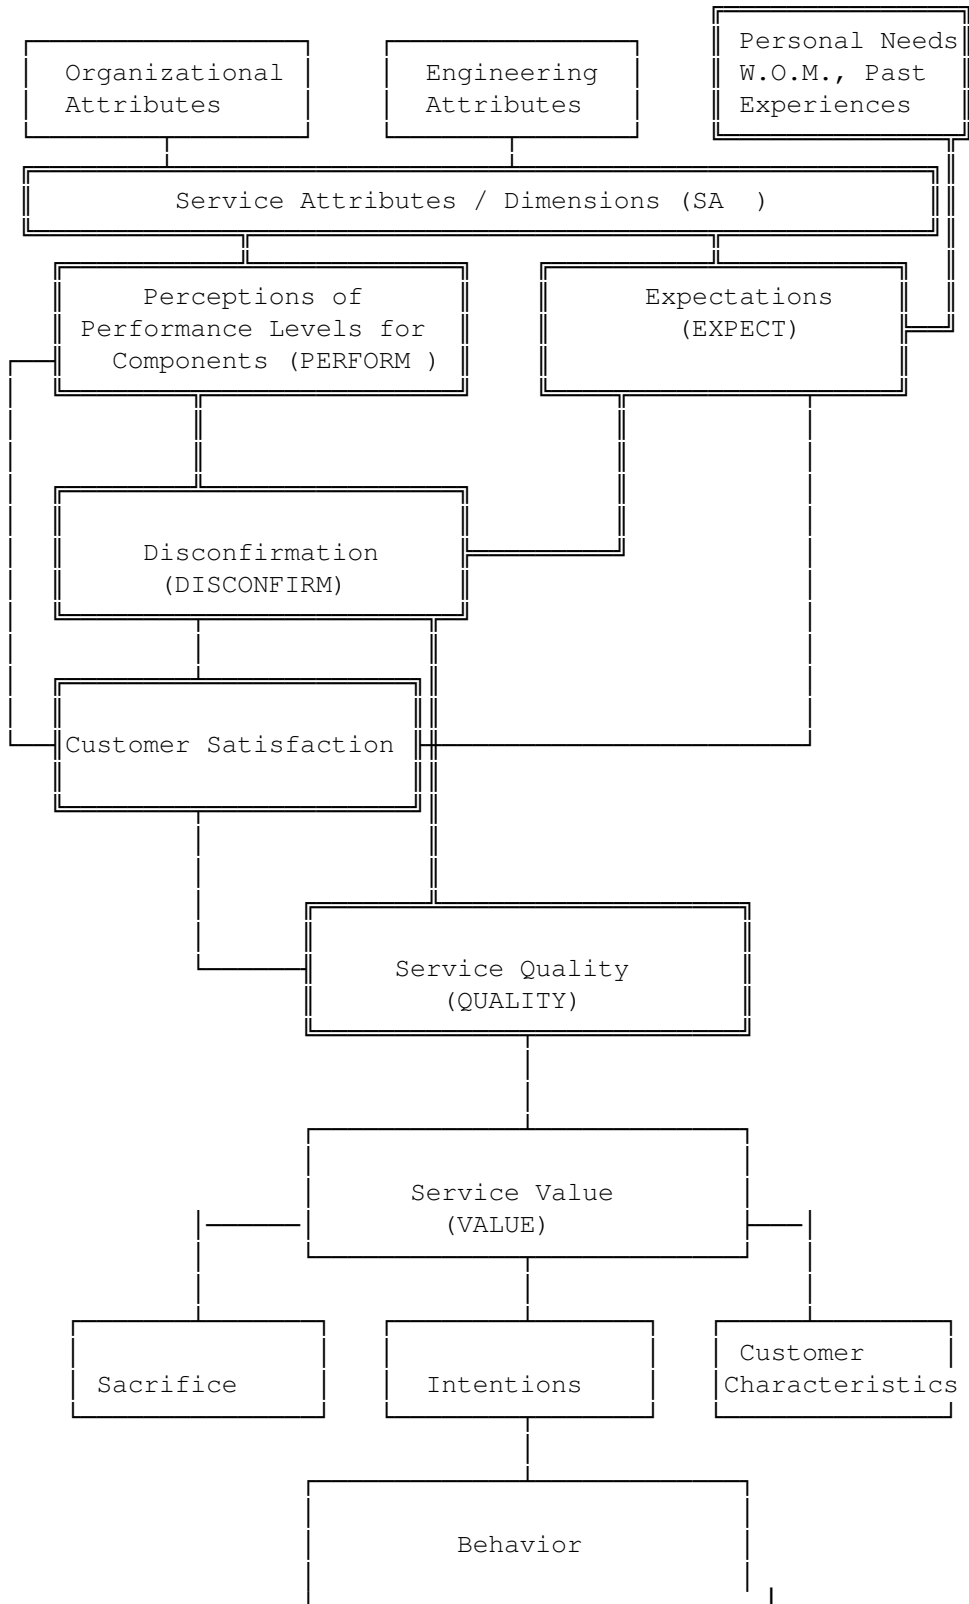 Organizational
Attributes
Engineering
Attributes
Personal Needs
W.O.M., Past
Experiences
Service Attributes / Dimensions (SA )
Perceptions of
Performance Levels for
Components (PERFORM )
Expectations
(EXPECT)
Disconfirmation
(DISCONFIRM)
Customer Satisfaction
Service Quality
(QUALITY)
Service Value
(VALUE)
Sacrifice
Intentions
Customer
Characteristics
Behavior